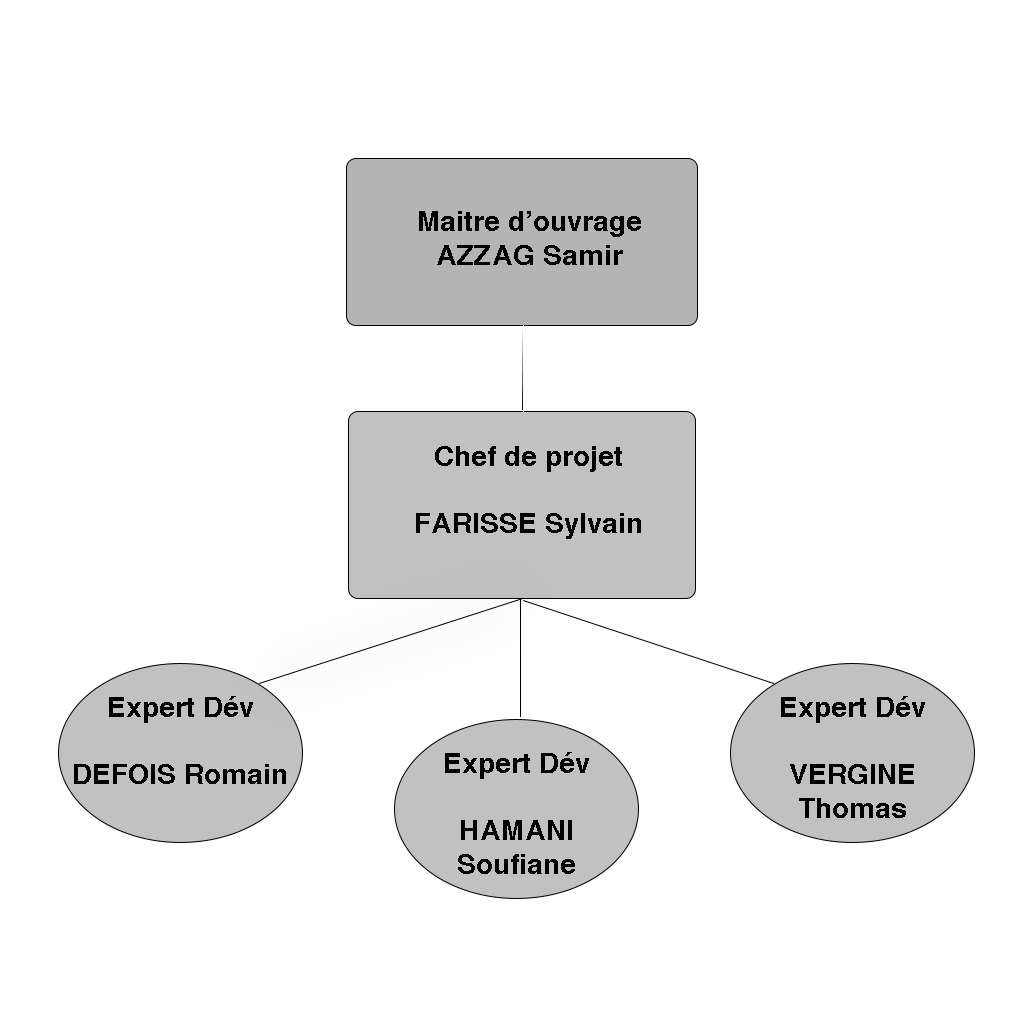 Maitre d’ouvrage
AZZAG Samir
Chef de projet
FARISSE Sylvain
Expert Dév
DEFOIS Romain
Expert Dév
HAMANI
Soufiane
Expert Dév
VERGINE
Thomas